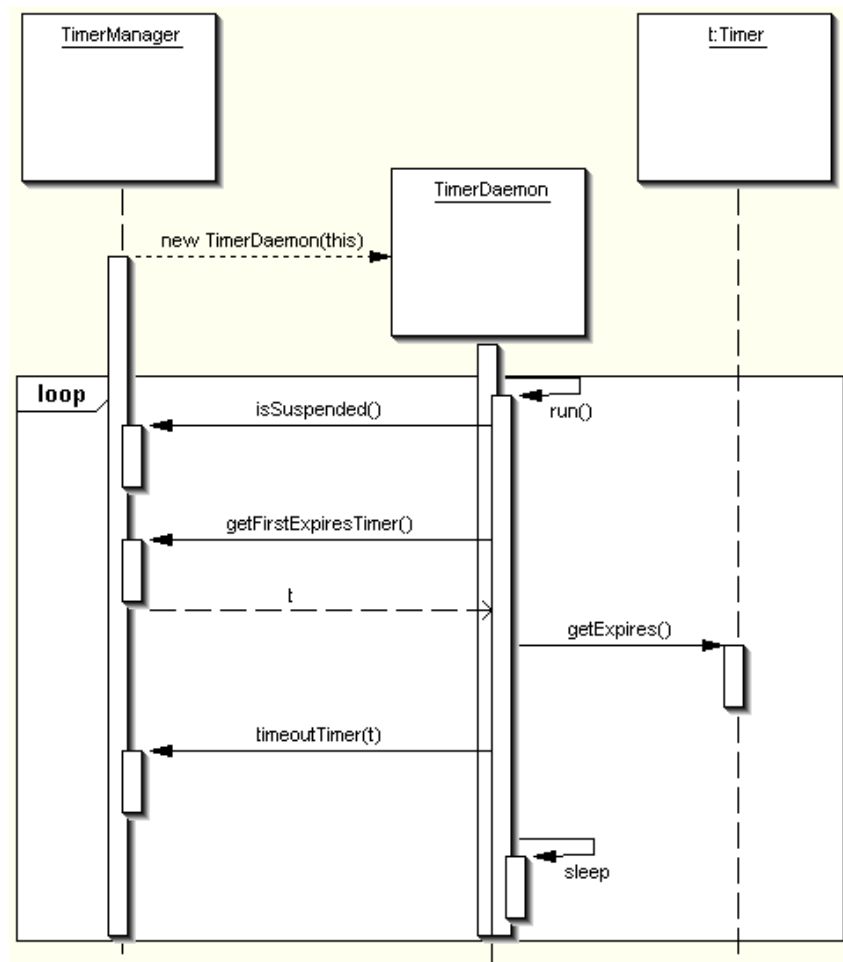 TimerManager
t:Timer
TimerDaemon
new TimerDaemon(this)
loop
run()
isSuspended()
getFirstExpiresTimer()
t
getExpires()
timeoutTimer(t)
sleep